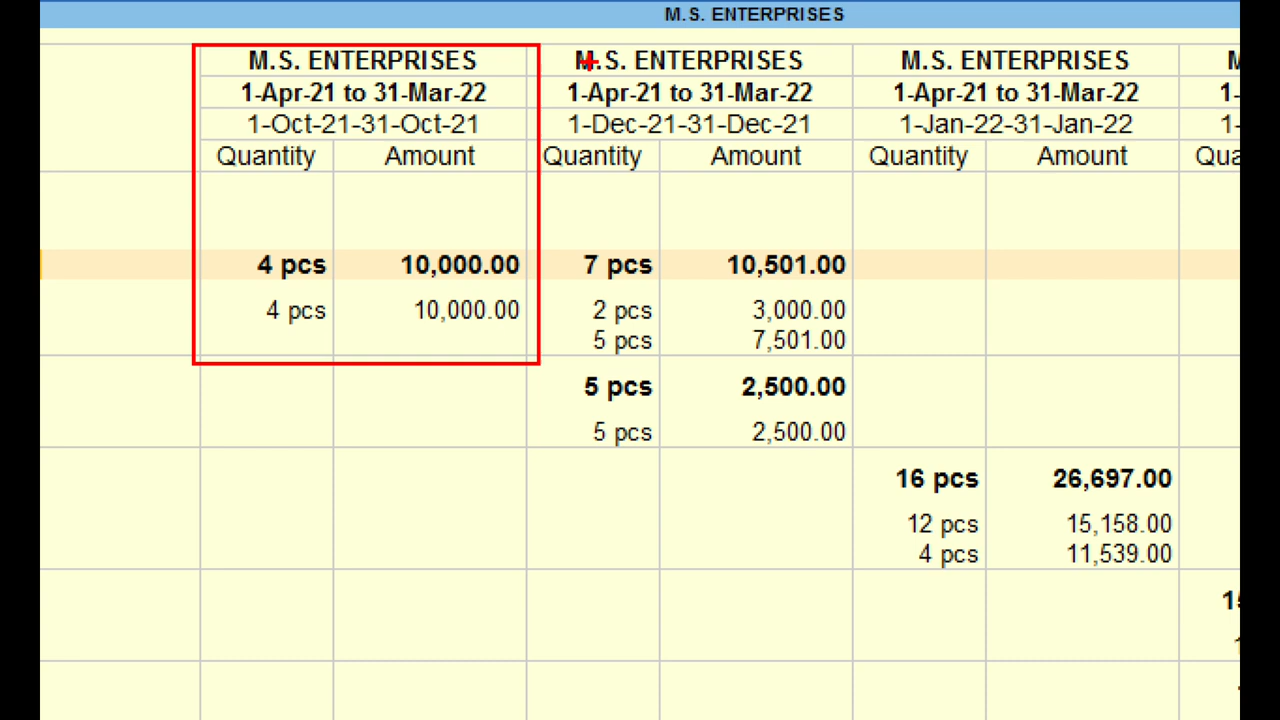 M.S. ENTERPRISES
M.S. ENTERPRISES M.S. ENTERPRISES M.S. ENTERPRISES
1-Apr-21 to 31-Mar-22 1-Apr-21 to 31-Mar-22 1-Apr-21 to 31-Mar-22
1-Oct-21-31-Oct-21 1-Dec-21-31-Dec-21 1-Jan-22-31-Jan-22
Quantity Amount Quantity Amount Quantity Amount
4 pcs 10,000.00 7 pcs 10,501.00
4 pcs 10,000.00 2 pcs 3,000.00
5 pcs 7,501.00
5 pcs 2,500.00
5 pcs 2,500.00
16 pcs 26,697.00
12 pcs 15,158.00
4 pcs 11,539.00